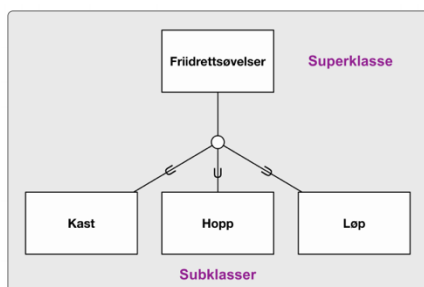 Friidrettsøvelser
Superklasse
Kast
Hopp
Løp
Subklasser